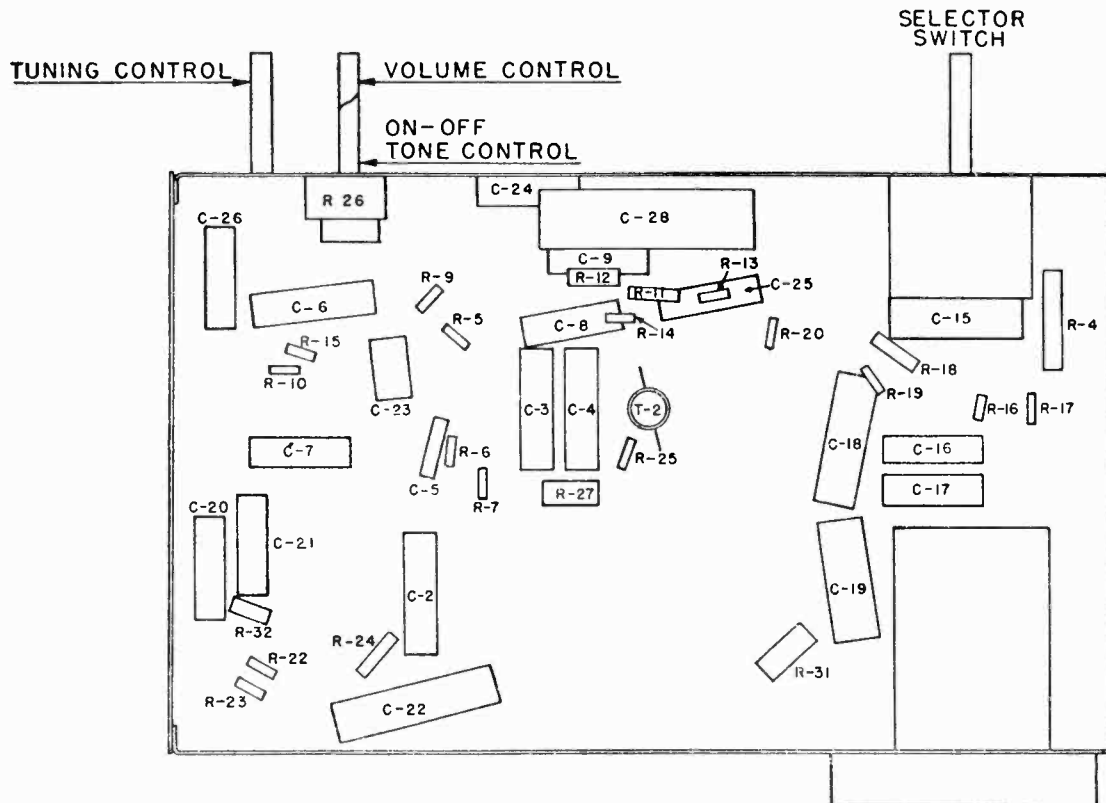 SELECTOR
SWITCH
TUNING CONTROL
VOLUME CONTROL
ON-OFF
TONE CONTROL
C-24
R 26
C-26
C-28
C-9
R-13
R-12
R-9
R-11
C-25
C-6
C-8
R-5
R-14
R-20
C-15
R-4
R-15
R-18
R-10
R-19
C-23
C-3
C-4
T-2
R-16
R-17
C-7
R-6
C-18
C-16
R-25
C-5
C-17
R-27
R-7
C-20
C-21
C-2
C-19
R-32
R-24
R-22
R-31
R-23
C-22